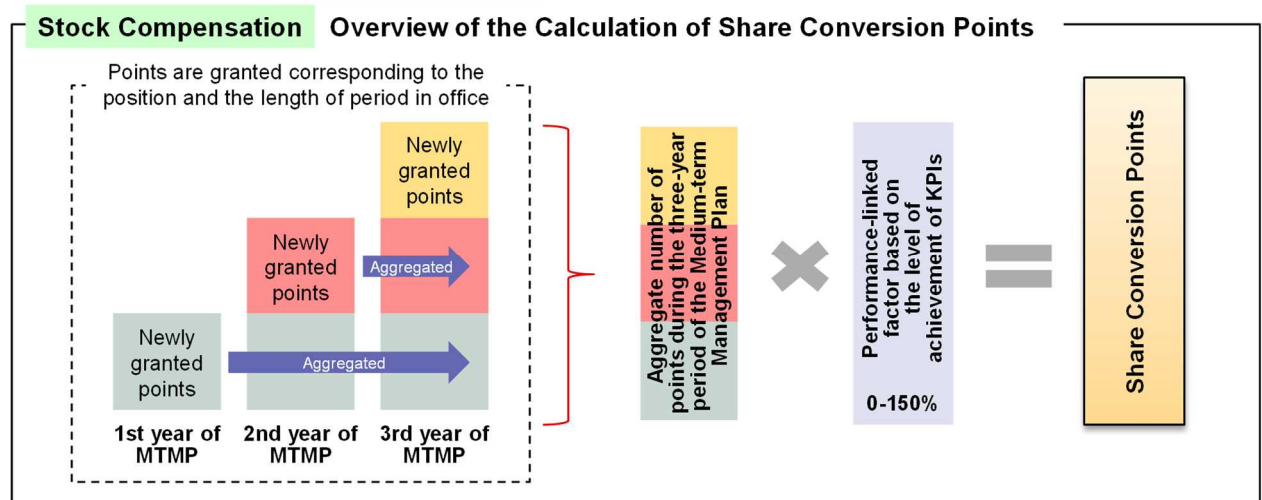 Stock Compensation Overview of the Calculation of Share Conversion Points
Points are granted corresponding to the
position and the length of period in office
Newly
granted
points
Newly
granted
points
Newly
granted
points
Aggregated
Aggregated
1st year of
MTMP
2nd year of
MTMP
3rd year of
MTMP
Aggregate number of
points during the three-year
period of the Medium-term
Management Plan
Performance-linked
factor based on
the level of
achievement of KPIs
0-150%
Share Conversion Points